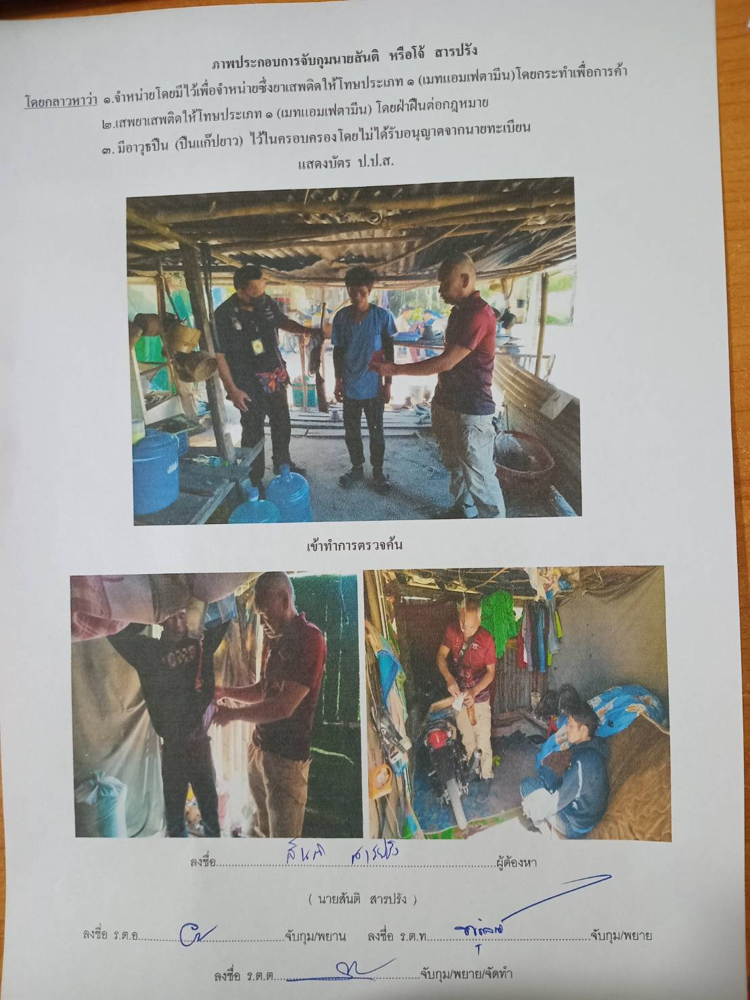 ภาพประกอบการจับกุมนายสันติ หรือโจ้ สารปรัง
โดยกลาวหาว่า ๑.จำหน่ายโดยมีไว้เพื่อจำหน่ายซึ่งยาเสพติดให้โทษประเภท ๑ (เมทแอมเฟตามีน)โดยกระทำเพื่อการค้า
๒.เสพยาเสพติดให้โทษประเภท ๑ (เมทแอมเฟตามีน) โดยฝ่าฝืนต่อกฎหมาย
๓. มีอาวุธปืน (ปืนแก๊ปยาว) ไว้ในครอบครองโดยไม่ได้รับอนุญาตจากนายทะเบียน
แสดงบัตร ป.ป.ส.
เข้าทำการตรวจค้น
ลงชื่อ สันติ สารปรัง ผู้ต้องหา
( นายสันติ สารปรัง )
ลงชื่อ ร.ต.อ. จับกุม/พยาน ลงชื่อ ร.ต.ท. จับกุม/พยาย
ลงชื่อ ร.ต.ต. จับกุม/พยาย/จัดทำ